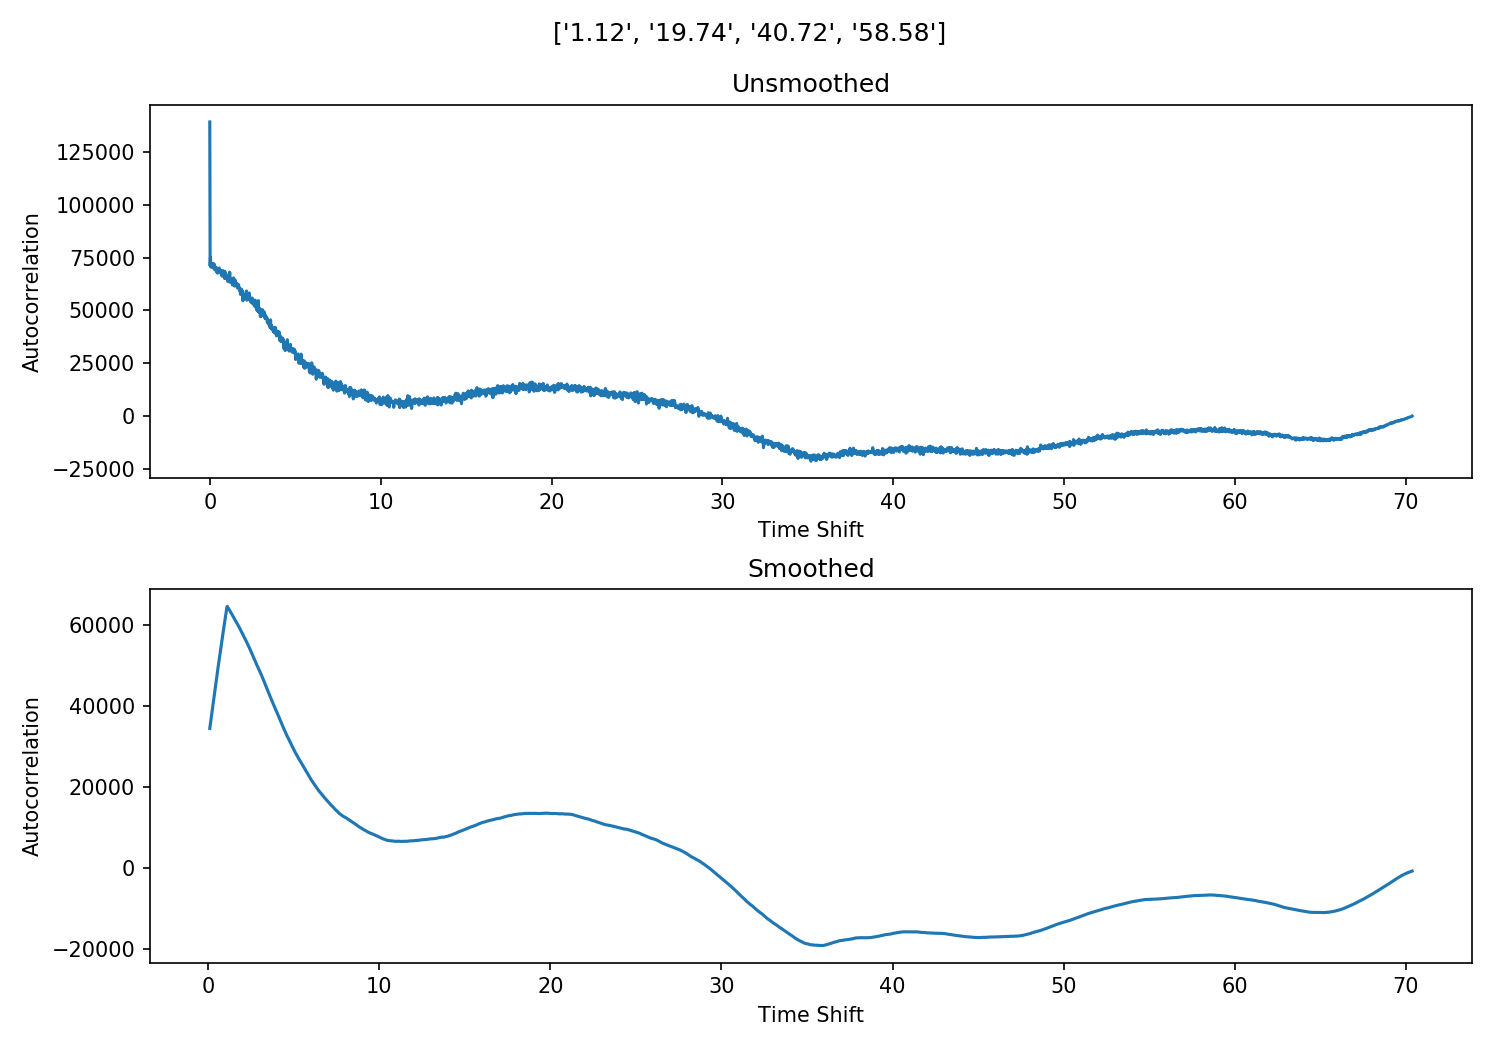 ['1.12', '19.74', '40.72', '58.58']
Unsmoothed
Autocorrelation
125000
100000
75000
50000
25000
0
−25000
0 10 20 30 40 50 60 70
Time Shift
Smoothed
Autocorrelation
60000
40000
20000
0
−20000
0 10 20 30 40 50 60 70
Time Shift